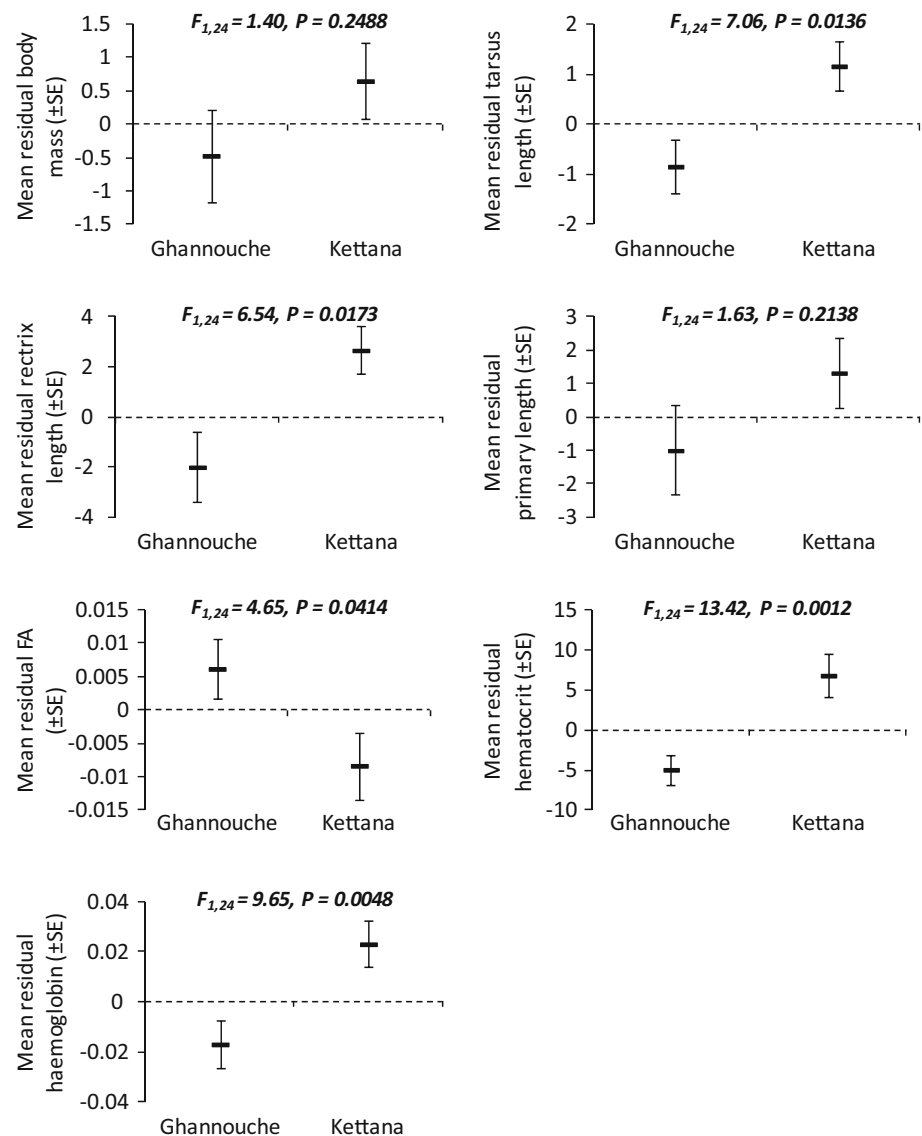 F1,24 = 1.40, P = 0.2488
Mean residual body
mass (±SE)
1.5
1
0.5
0
-0.5
-1
-1.5
Ghannouche Kettana
F1,24 = 7.06, P = 0.0136
Mean residual tarsus
length (±SE)
2
1
0
-1
-2
Ghannouche Kettana
F1,24 = 6.54, P = 0.0173
Mean residual rectrix
length (±SE)
4
2
0
-2
-4
Ghannouche Kettana
F1,24 = 1.63, P = 0.2138
Mean residual
primary length (±SE)
3
2
1
0
-1
-2
-3
Ghannouche Kettana
F1,24 = 4.65, P = 0.0414
Mean residual FA
(±SE)
0.015
0.01
0.005
0
-0.005
-0.01
-0.015
Ghannouche Kettana
F1,24 = 13.42, P = 0.0012
Mean residual
hematocrit (±SE)
15
10
5
0
-5
-10
Ghannouche Kettana
F1,24 = 9.65, P = 0.0048
Mean residual
haemoglobin (±SE)
0.04
0.02
0
-0.02
-0.04
Ghannouche Kettana